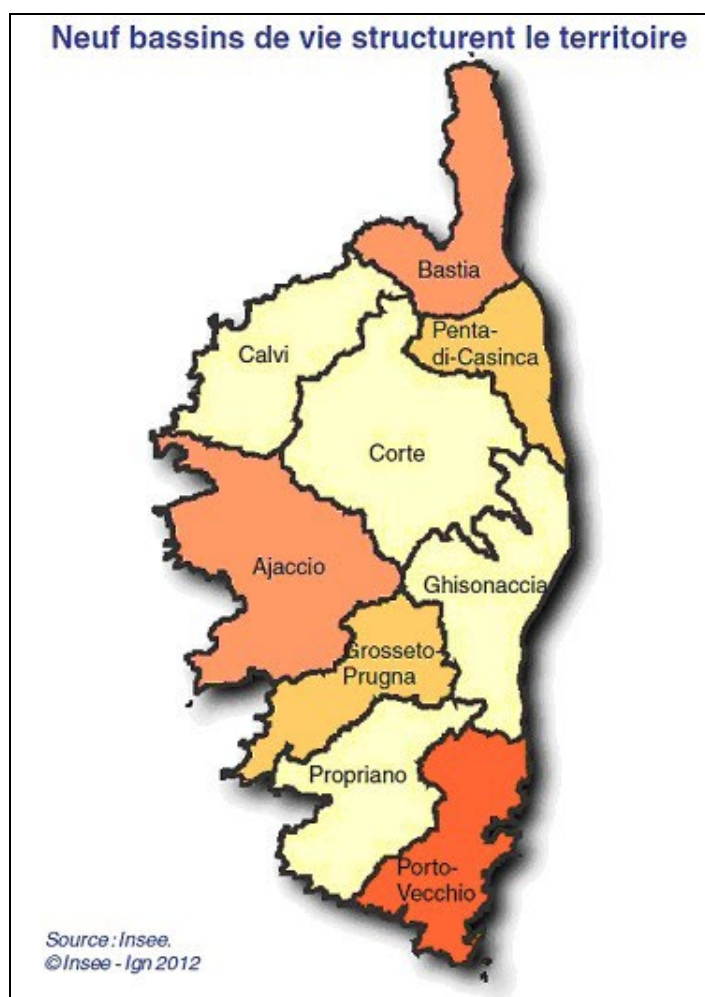 Neuf bassins de vie structurent le territoire
Bastia
Penta-
di-Casinca
Calvi
Corte
Ajaccio
Ghisonaccia
Grosseto-
Prugna
Propriano
Porto-
Vecchio
Source : Insee.
© Insee - Ign 2012